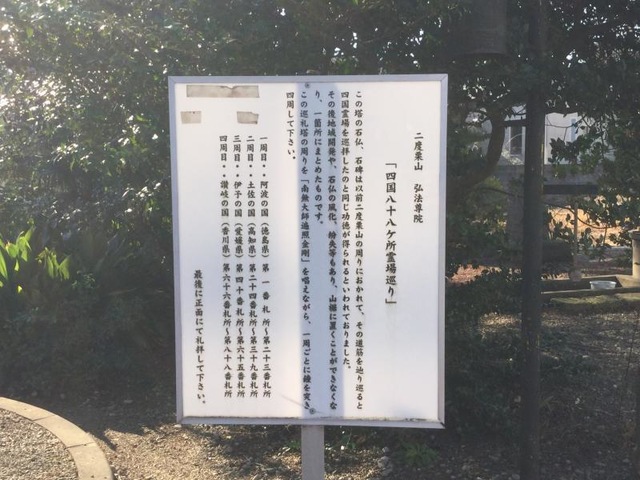 二度栗山　弘法専院
「四国八十八ケ所霊場巡り」
この塔の石仏、石碑は以前二度栗山の周りにおかれて、その道筋を辿り巡ると
四国霊場を巡拝したのと同じ功徳が得られるといわれておりました。
その後地域開発や、石仏の風化、紛失等もあり、山裾に置くことができなくな
り、一箇所にまとめたものです。
この巡礼塔の周りを「南無大師遍照金剛」を唱えながら、一周ごとに鐘を突き
四周して下さい。
一周目・・阿波の国（徳島県）第一番札所〜第二十三番札所
二周目・・土佐の国（高知県）第二十四番札所〜第三十九番札所
三周目・・伊予の国（愛媛県）第四十番札所〜第六十五番札所
四周目・・讃岐の国（香川県）第六十六番札所〜第八十八番札所
最後に正面にて礼拝して下さい。